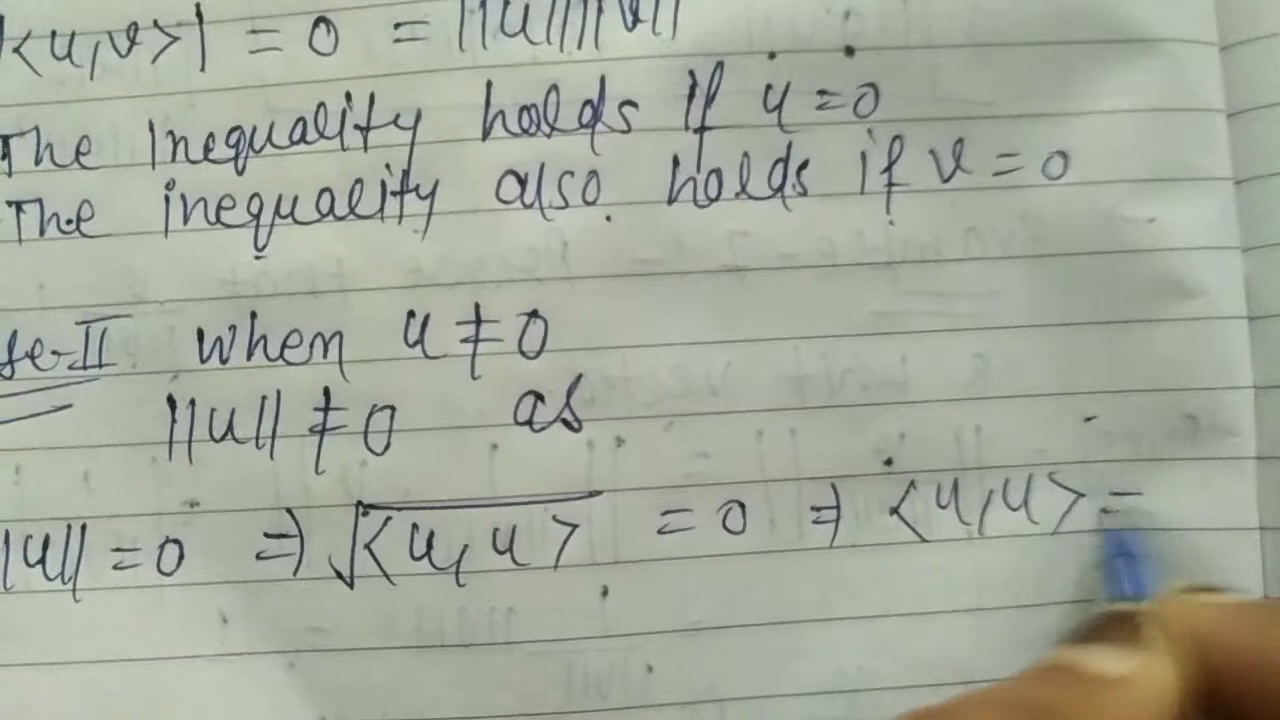 |<u,v>| = 0 = ||u|| ||v||
The Inequality holds If u = 0
The inequality also holds if v = 0
se-II when u ≠ 0
||u|| ≠ 0 as
|u|| = 0 ⇒ √<u,u> = 0 ⇒ <u,u> =